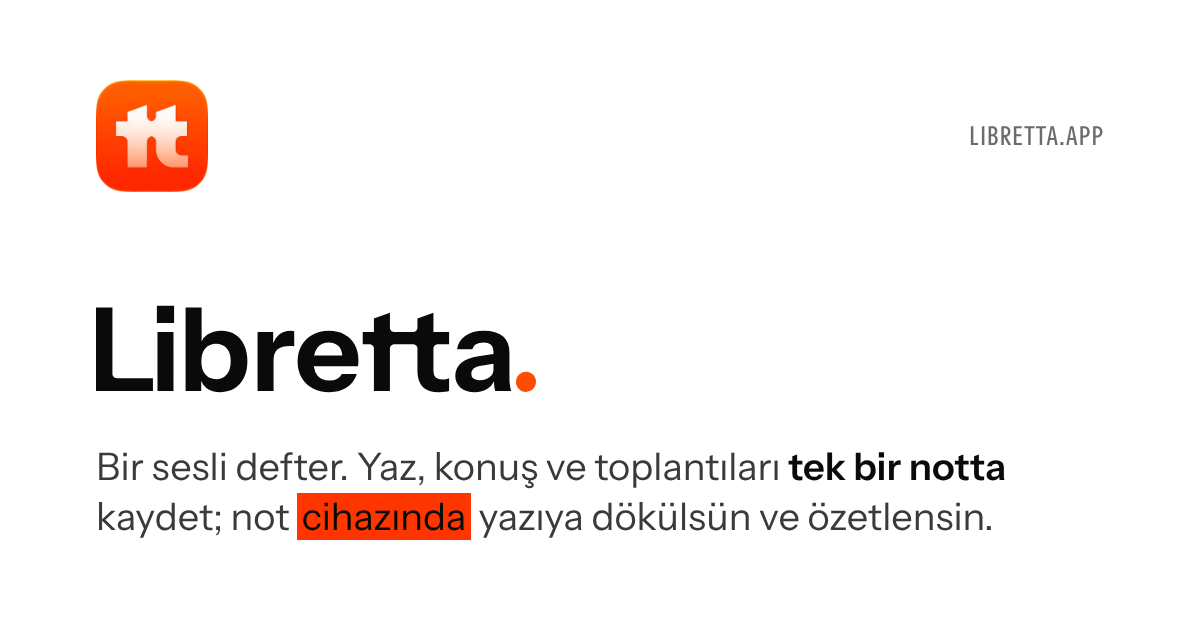 tt
LIBRETTA.APP
Libretta.
Bir sesli defter. Yaz, konuş ve toplantıları tek bir notta
kaydet; not cihazında yazıya dökülsün ve özetlensin.